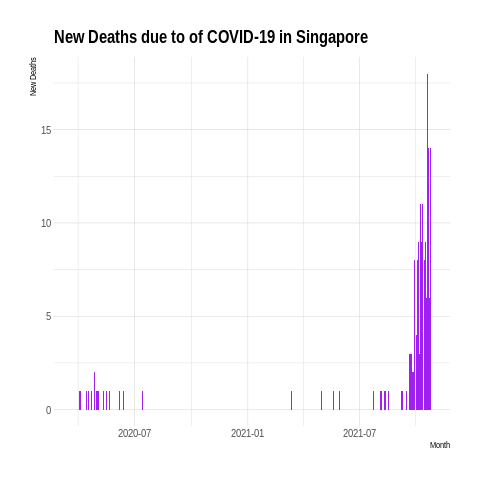 New Deaths due to of COVID-19 in Singapore
New Deaths
15
10
5
0
2020-07
2021-01
2021-07
Month